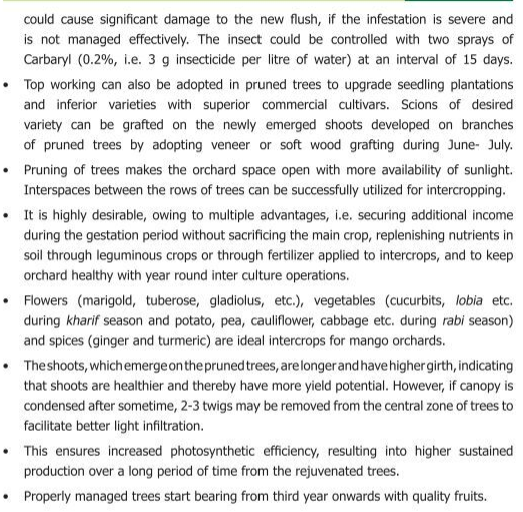 could cause significant damage to the new flush, if the infestation is severe and
is not managed effectively. The insect could be controlled with two sprays of
Carbaryl (0.2%, i.e. 3 g insecticide per litre of water) at an interval of 15 days.
• Top working can also be adopted in pruned trees to upgrade seedling plantations
and inferior varieties with superior commercial cultivars. Scions of desired
variety can be grafted on the newly emerged shoots developed on branches
of pruned trees by adopting veneer or soft wood grafting during June- July.
• Pruning of trees makes the orchard space open with more availability of sunlight.
Interspaces between the rows of trees can be successfully utilized for intercropping.
• It is highly desirable, owing to multiple advantages, i.e. securing additional income
during the gestation period without sacrificing the main crop, replenishing nutrients in
soil through leguminous crops or through fertilizer applied to intercrops, and to keep
orchard healthy with year round inter culture operations.
• Flowers (marigold, tuberose, gladiolus, etc.), vegetables (cucurbits, lobia etc.
during kharif season and potato, pea, cauliflower, cabbage etc. during rabi season)
and spices (ginger and turmeric) are ideal intercrops for mango orchards.
• The shoots, which emerge on the pruned trees, are longer and have higher girth, indicating
that shoots are healthier and thereby have more yield potential. However, if canopy is
condensed after sometime, 2-3 twigs may be removed from the central zone of trees to
facilitate better light infiltration.
• This ensures increased photosynthetic efficiency, resulting into higher sustained
production over a long period of time from the rejuvenated trees.
• Properly managed trees start bearing from third year onwards with quality fruits.